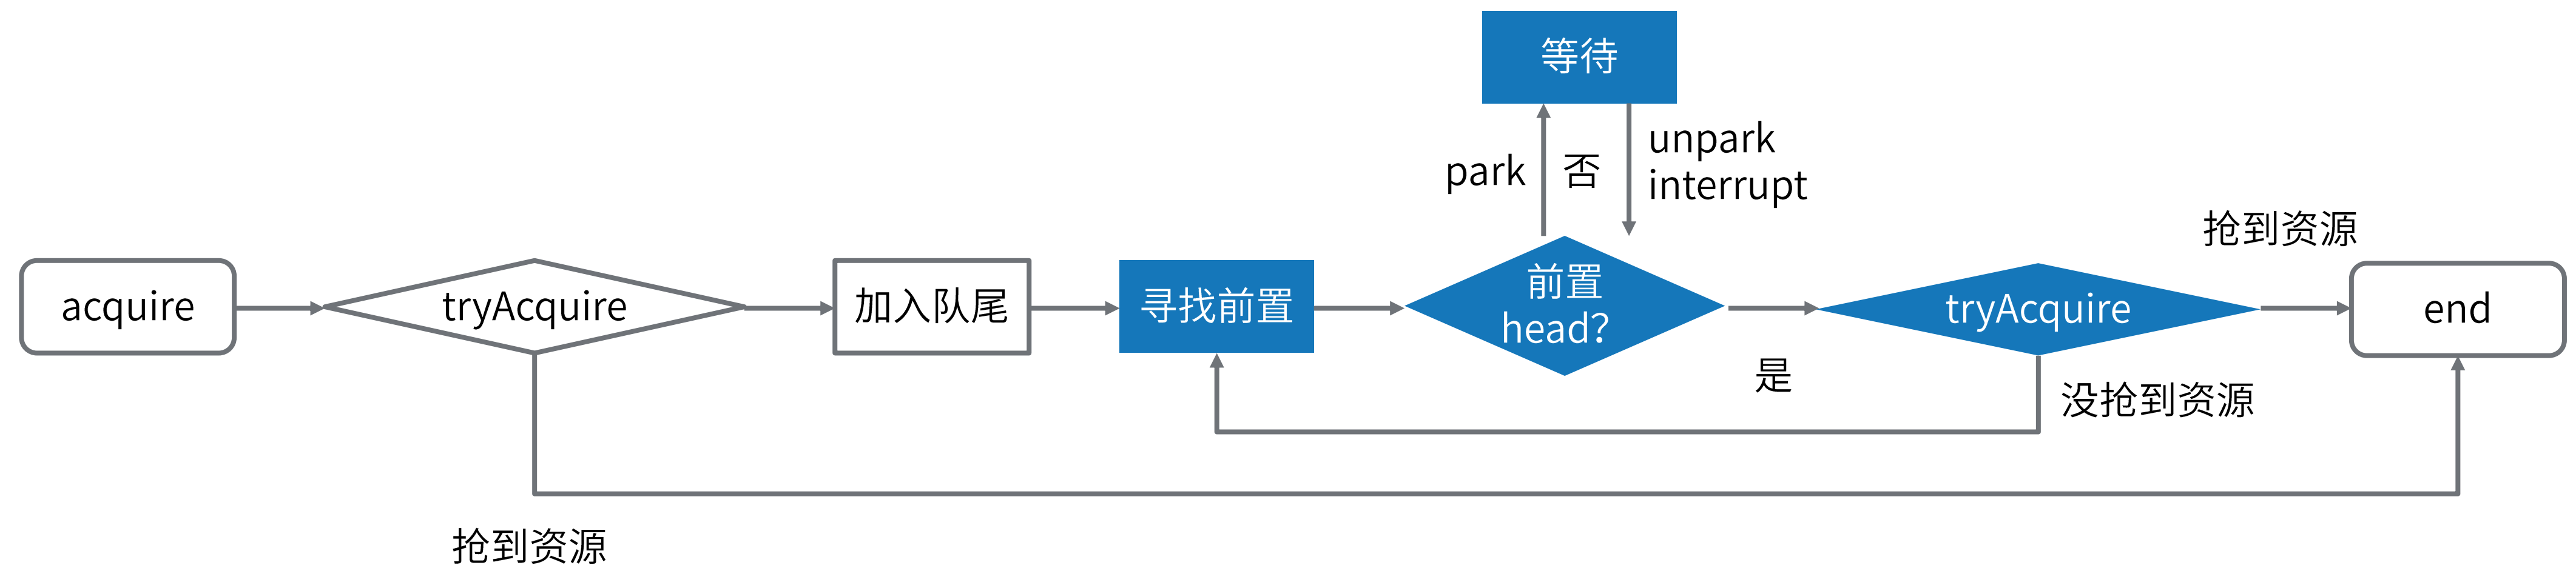 等待
park
否
unpark
interrupt
抢到资源
acquire
tryAcquire
加入队尾
寻找前置
前置
head?
tryAcquire
end
是
没抢到资源
抢到资源